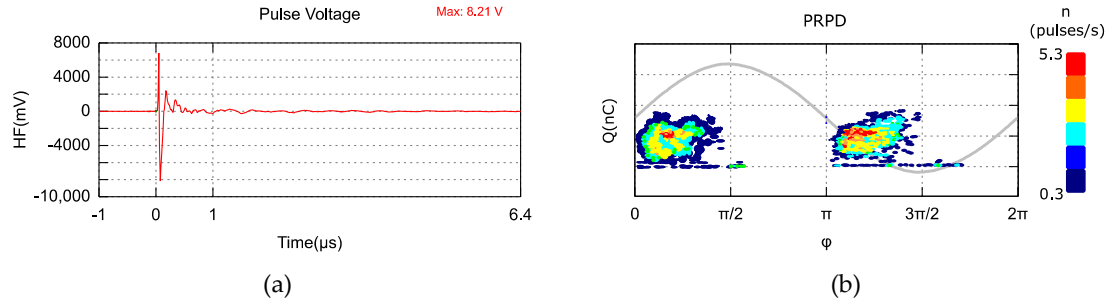 Pulse Voltage
Max: 8.21 V
8000
4000
0
-4000
-10,000
HF(mV)
-1
0
1
6.4
Time(μs)
(a)
PRPD
Q(nC)
0
π/2
π
3π/2
2π
φ
n
(pulses/s)
5.3
0.3
(b)